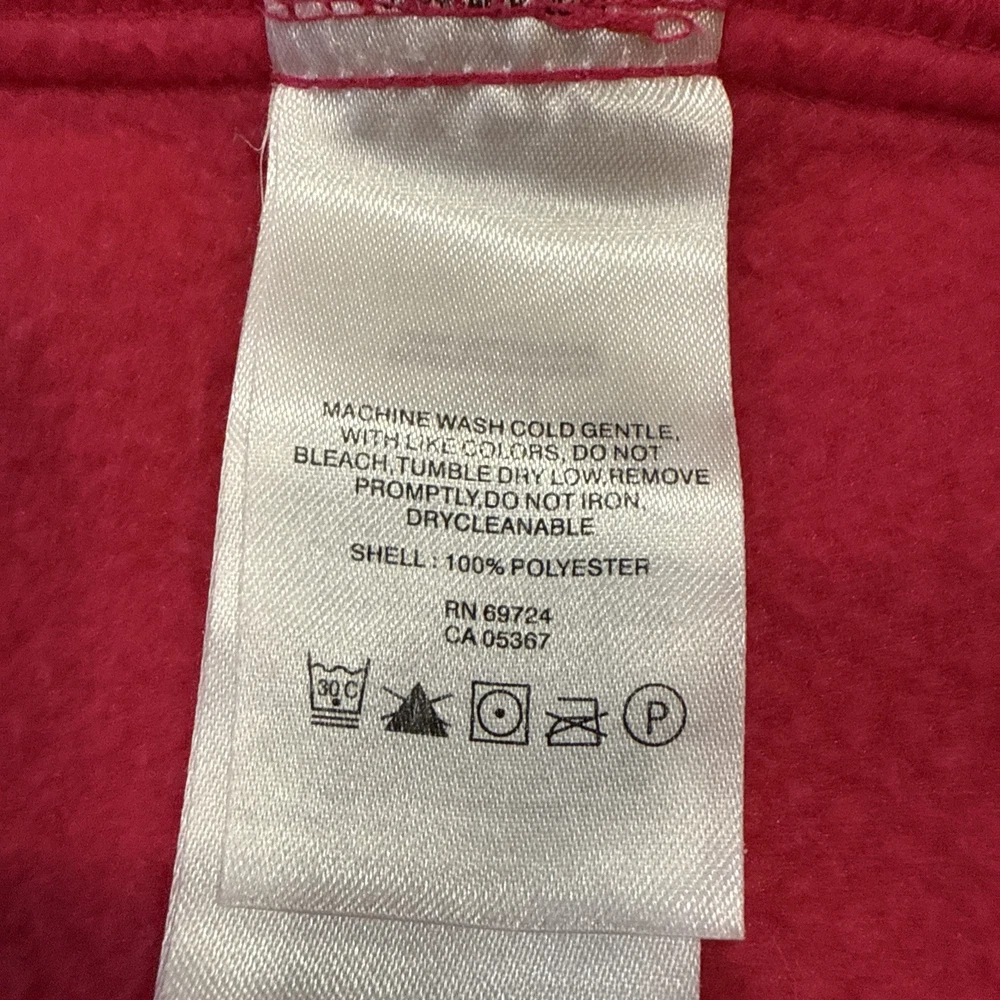 MACHINE WASH COLD GENTLE,
WITH LIKE COLORS, DO NOT
BLEACH,TUMBLE DRY LOW,REMOVE
PROMPTLY,DO NOT IRON,
DRYCLEANABLE
SHELL : 100% POLYESTER
RN 69724
CA 05367
30 C P